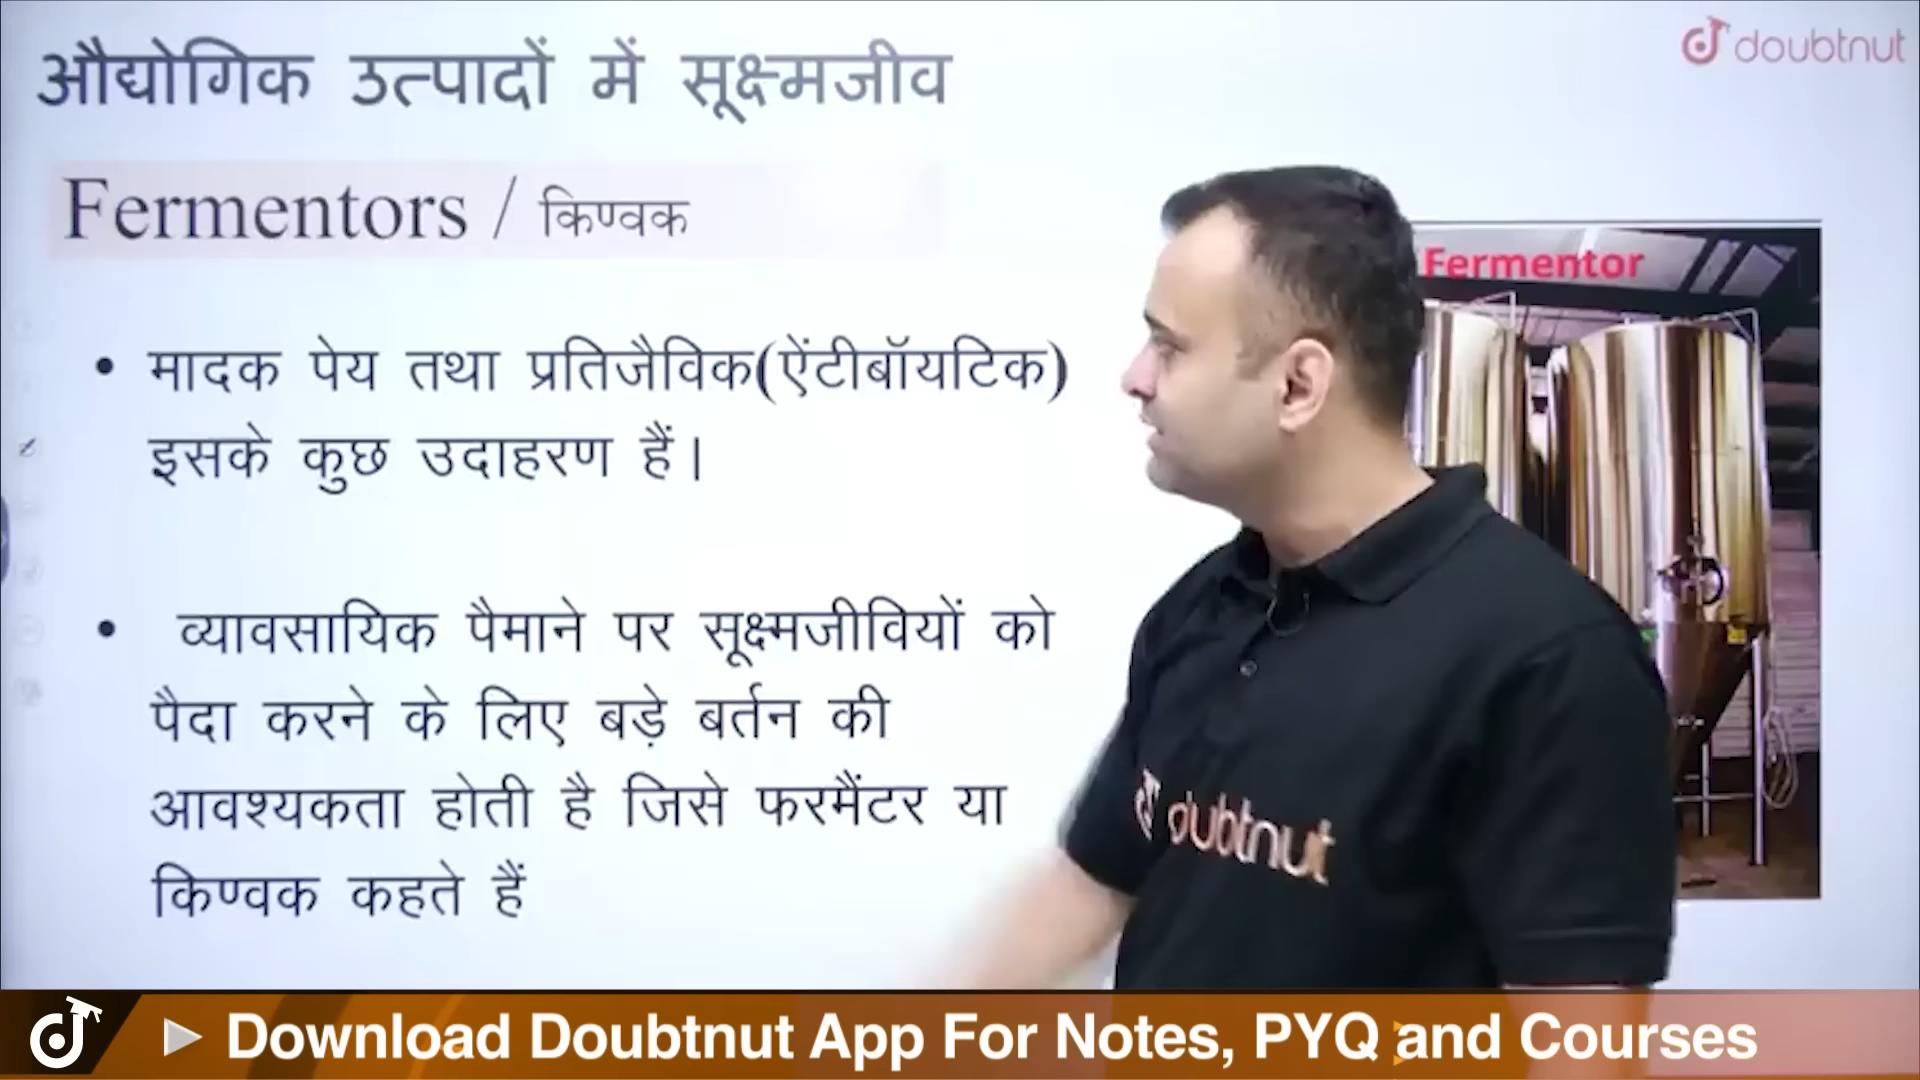 औद्योगिक उत्पादों में सूक्ष्मजीव
doubtnut
Fermentors / किण्वक
Fermentor
• मादक पेय तथा प्रतिजैविक(ऐंटीबॉयटिक)
इसके कुछ उदाहरण हैं।
• व्यावसायिक पैमाने पर सूक्ष्मजीवियों को
पैदा करने के लिए बड़े बर्तन की
आवश्यकता होती है जिसे फरमैंटर या
किण्वक कहते हैं
doubtnut
Download Doubtnut App For Notes, PYQ and Courses